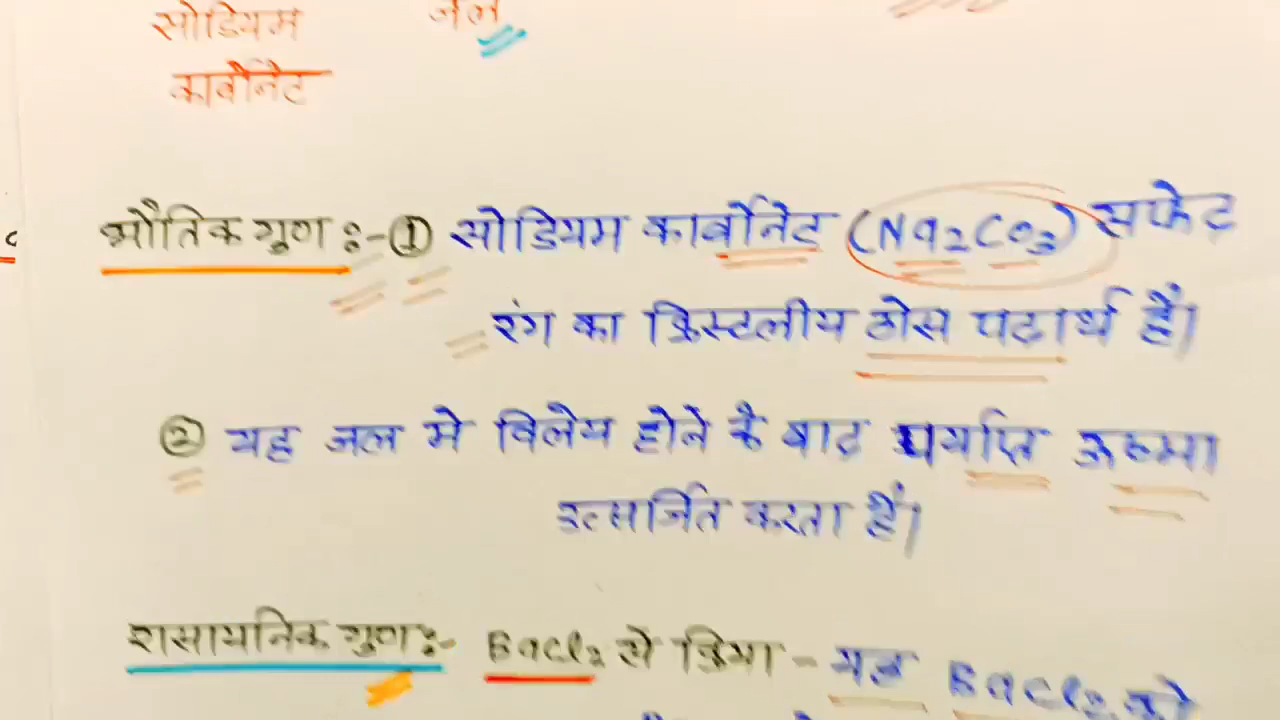 सोडियम जल
कार्बोनेट
भौतिक गुण :- ① सोडियम कार्बोनेट (Na2Co3) सफेट
रंग का क्रिस्टलीय ठोस पदार्थ हैं।
② यह जल मे विलेय होने के बाद पर्याप्त ऊष्मा
उत्सर्जित करता हैं।
रासायनिक गुण:- BaCl2 से क्रिया - यह BaCl2 को